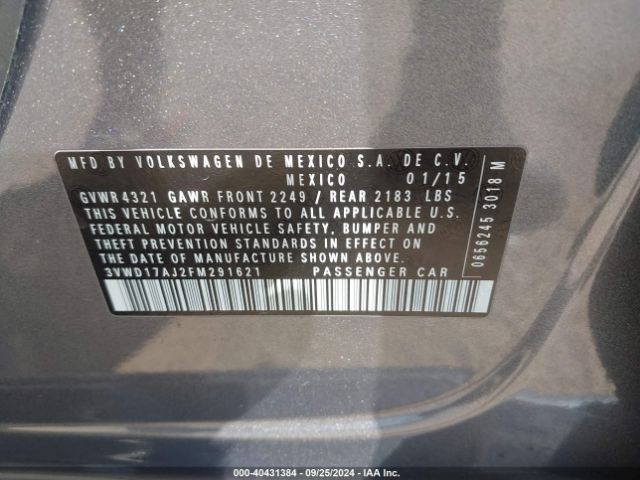 MFD BY VOLKSWAGEN DE MEXICO S.A. DE C.V.
MEXICO 01/15
GVWR 4321 GAWR FRONT 2249 / REAR 2183 LBS
THIS VEHICLE CONFORMS TO ALL APPLICABLE U.S.
FEDERAL MOTOR VEHICLE SAFETY, BUMPER AND
THEFT PREVENTION STANDARDS IN EFFECT ON
THE DATE OF MANUFACTURE SHOWN ABOVE.
3VWD17AJ2FM291621 PASSENGER CAR
0656245 3018 M
000-40431384 | 09/25/2024 | IAA Inc.